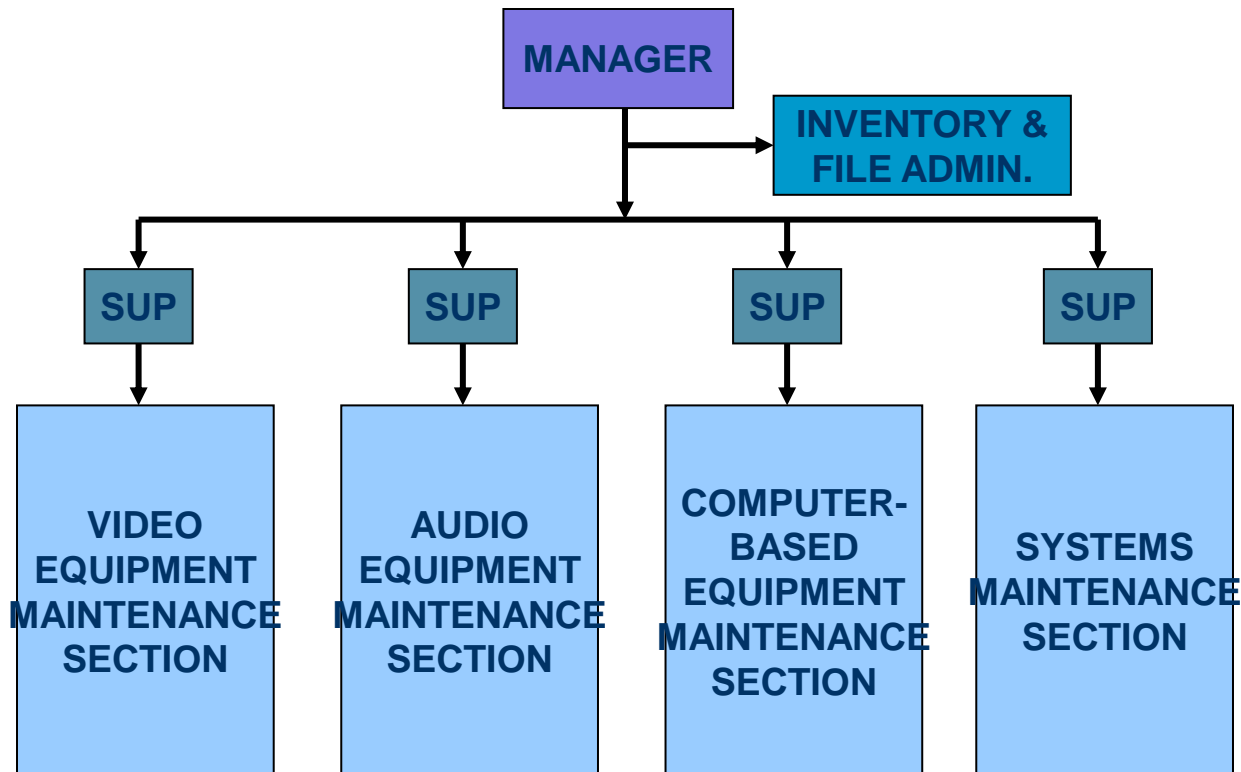 MANAGER
INVENTORY &
FILE ADMIN.
SUP
SUP
SUP
SUP
VIDEO
EQUIPMENT
MAINTENANCE
SECTION
AUDIO
EQUIPMENT
MAINTENANCE
SECTION
COMPUTER-
BASED
EQUIPMENT
MAINTENANCE
SECTION
SYSTEMS
MAINTENANCE
SECTION